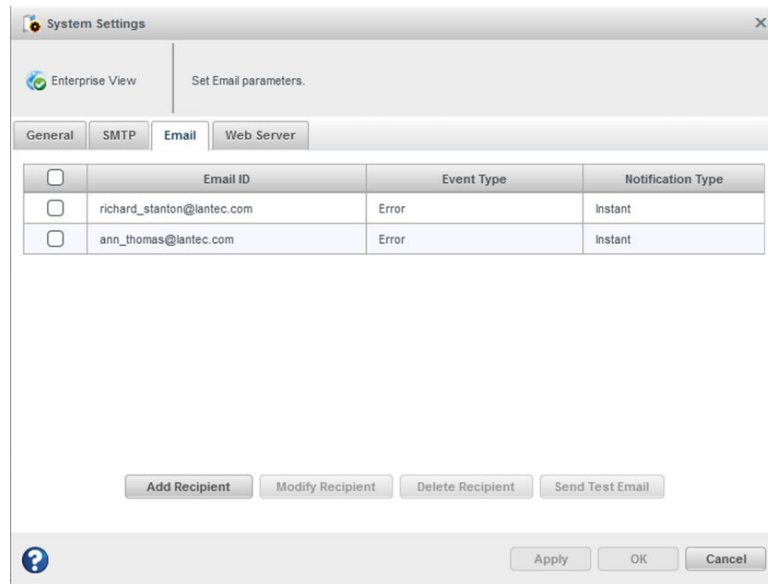 System Settings
Enterprise View
Set Email parameters.
General SMTP Email Web Server
Email ID Event Type Notification Type
richard_stanton@lantec.com Error Instant
ann_thomas@lantec.com Error Instant
Add Recipient Modify Recipient Delete Recipient Send Test Email
? Apply OK Cancel